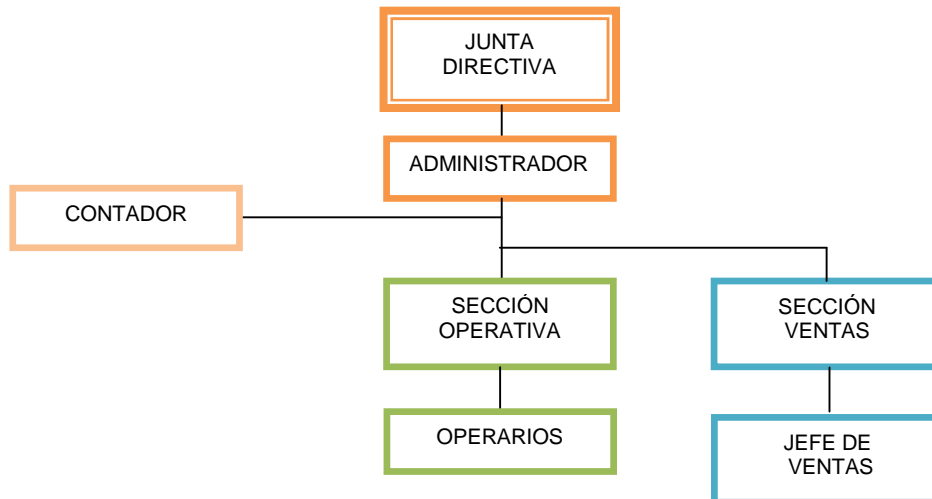 JUNTA
DIRECTIVA
ADMINISTRADOR
CONTADOR
SECCIÓN
OPERATIVA
SECCIÓN
VENTAS
OPERARIOS
JEFE DE
VENTAS